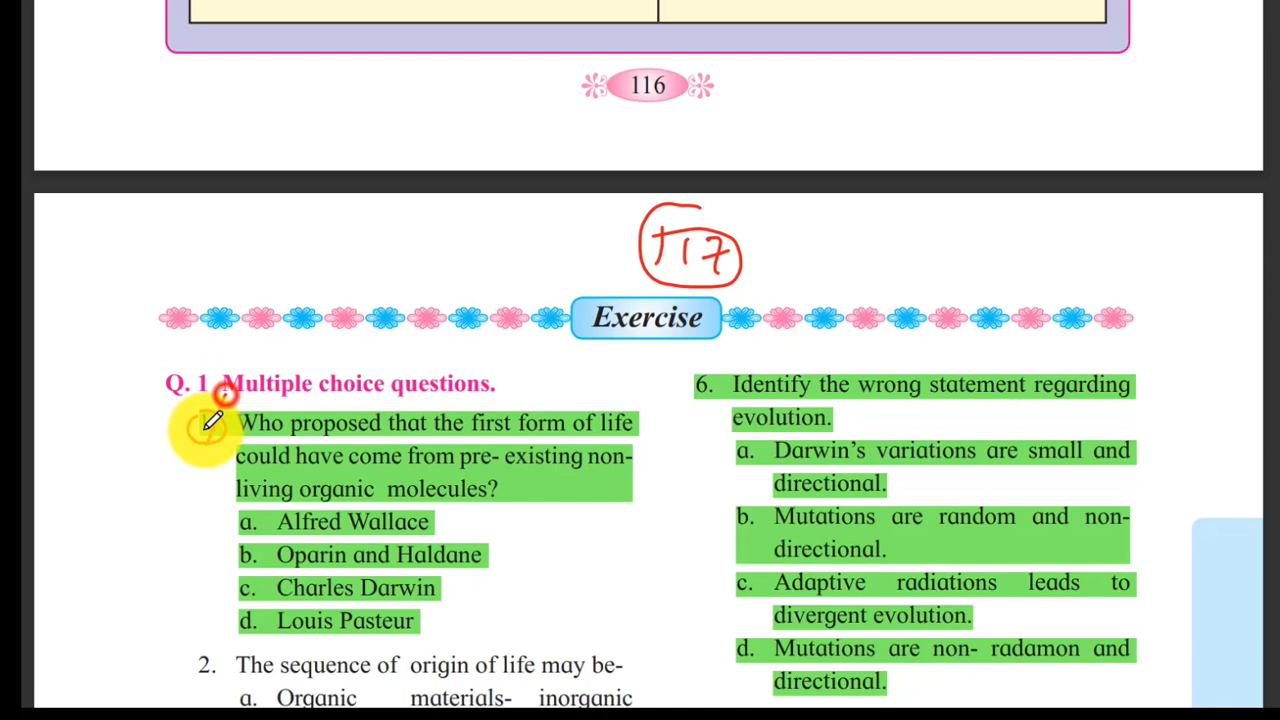 116
117
Exercise
Q. 1 Multiple choice questions.
Who proposed that the first form of life
could have come from pre- existing non-
living organic molecules?
a. Alfred Wallace
b. Oparin and Haldane
c. Charles Darwin
d. Louis Pasteur
2. The sequence of origin of life may be-
a. Organic materials- inorganic
6. Identify the wrong statement regarding
evolution.
a. Darwin’s variations are small and
directional.
b. Mutations are random and non-
directional.
c. Adaptive radiations leads to
divergent evolution.
d. Mutations are non- radamon and
directional.